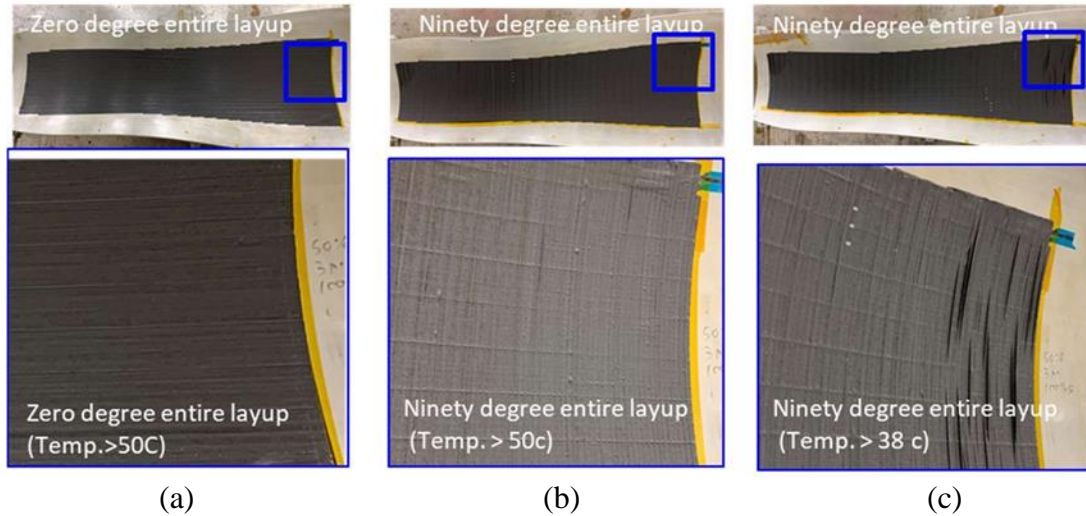 Zero degree entire layup
Ninety degree entire layup
Ninety degree entire layup
Zero degree entire layup
(Temp.>50C)
Ninety degree entire layup
(Temp. > 50c)
Ninety degree entire layup
(Temp. > 38 c)
(a)
(b)
(c)